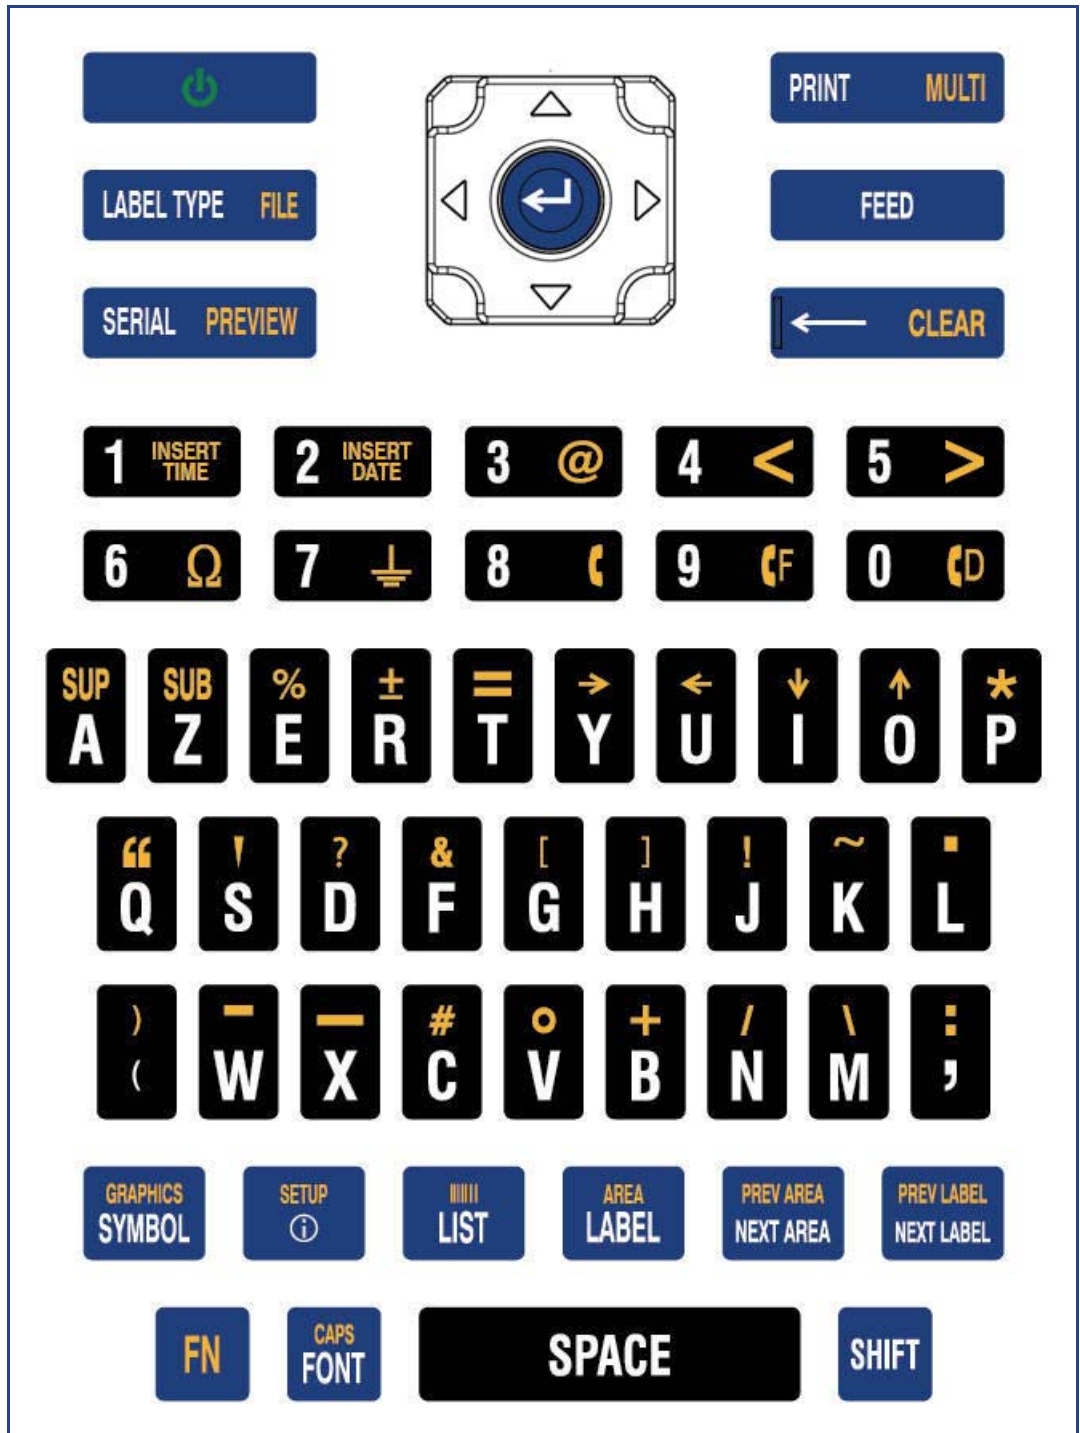 PRINT MULTI
LABEL TYPE FILE
FEED
SERIAL PREVIEW
← CLEAR
1 INSERT TIME 2 INSERT DATE 3 @ 4 < 5 >
6 Ω 7 ⏚ 8 9 F 0 D
SUP SUB % ± = → ← ↓ ↑ *
A Z E R T Y U I O P
“ ' ? & [ ] ! ~ .
Q S D F G H J K L
) - _ # ° + / \ :
( W X C V B N M ,
GRAPHICS SETUP AREA PREV AREA PREV LABEL
SYMBOL ⓘ LIST LABEL NEXT AREA NEXT LABEL
CAPS
FN FONT SPACE SHIFT